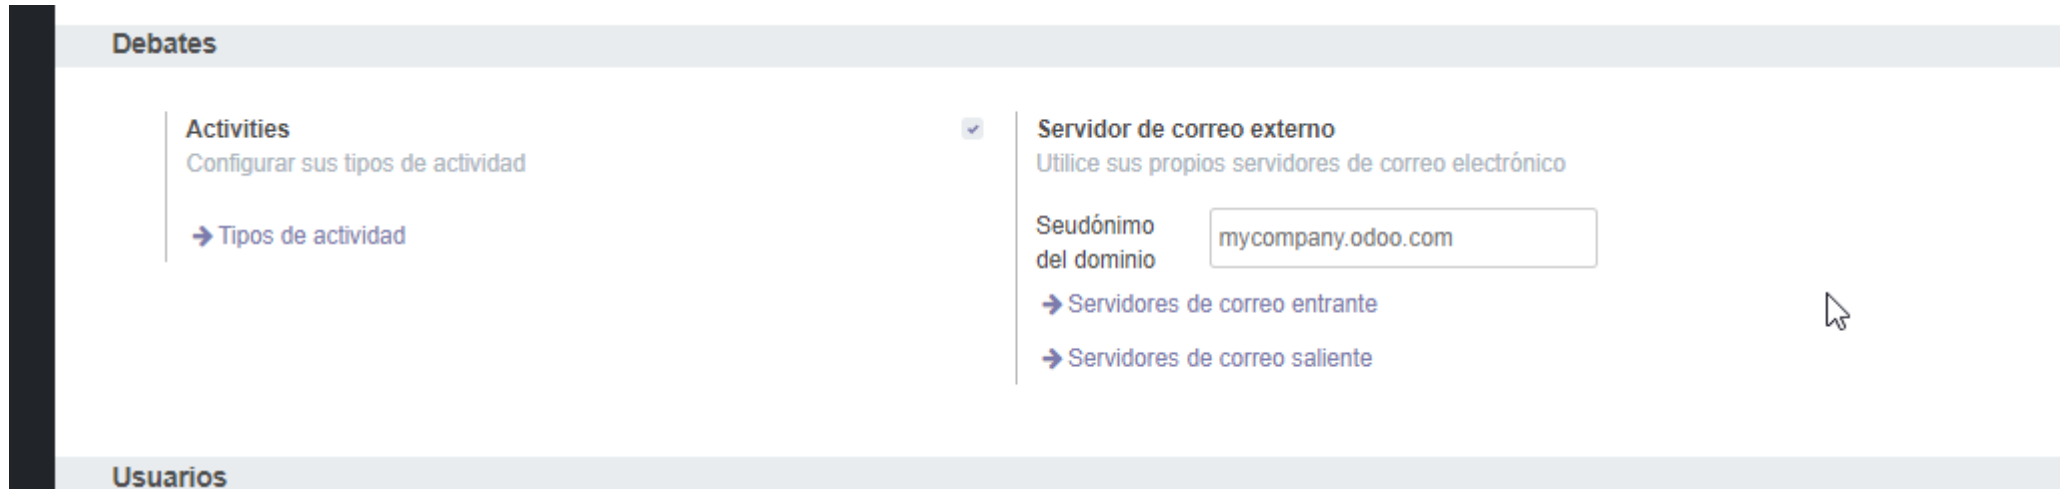 Debates
Activities
Configurar sus tipos de actividad
Tipos de actividad
Servidor de correo externo
Utilice sus propios servidores de correo electrónico
Seudónimo
del dominio
mycompany.odoo.com
Servidores de correo entrante
Servidores de correo saliente
Usuarios